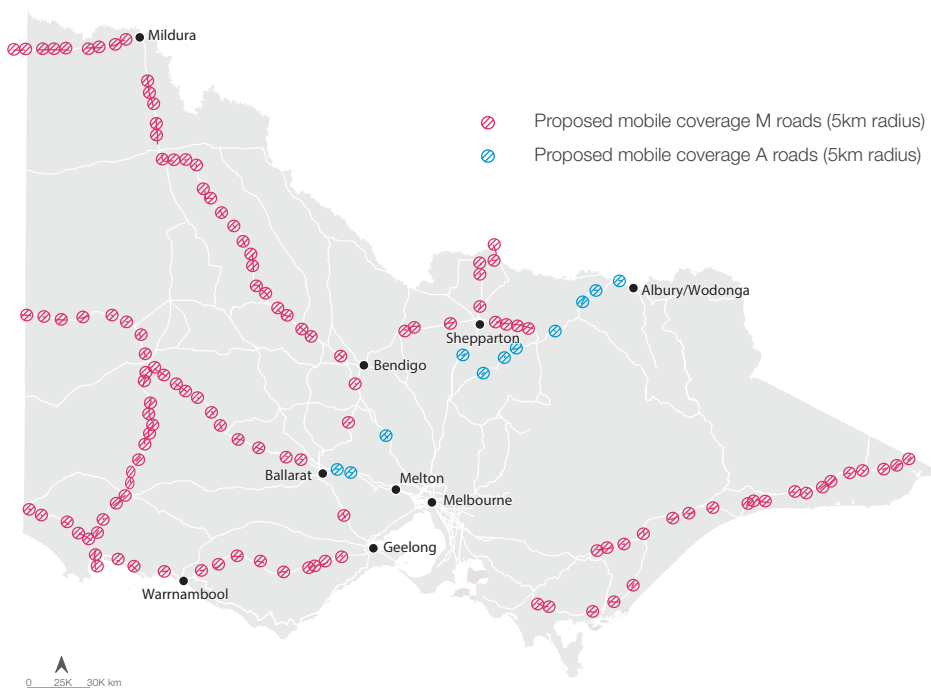 Mildura
Proposed mobile coverage M roads (5km radius)
Proposed mobile coverage A roads (5km radius)
Albury/Wodonga
Shepparton
Bendigo
Ballarat
Melton
Melbourne
Geelong
Warrnambool
0 25K 30K km